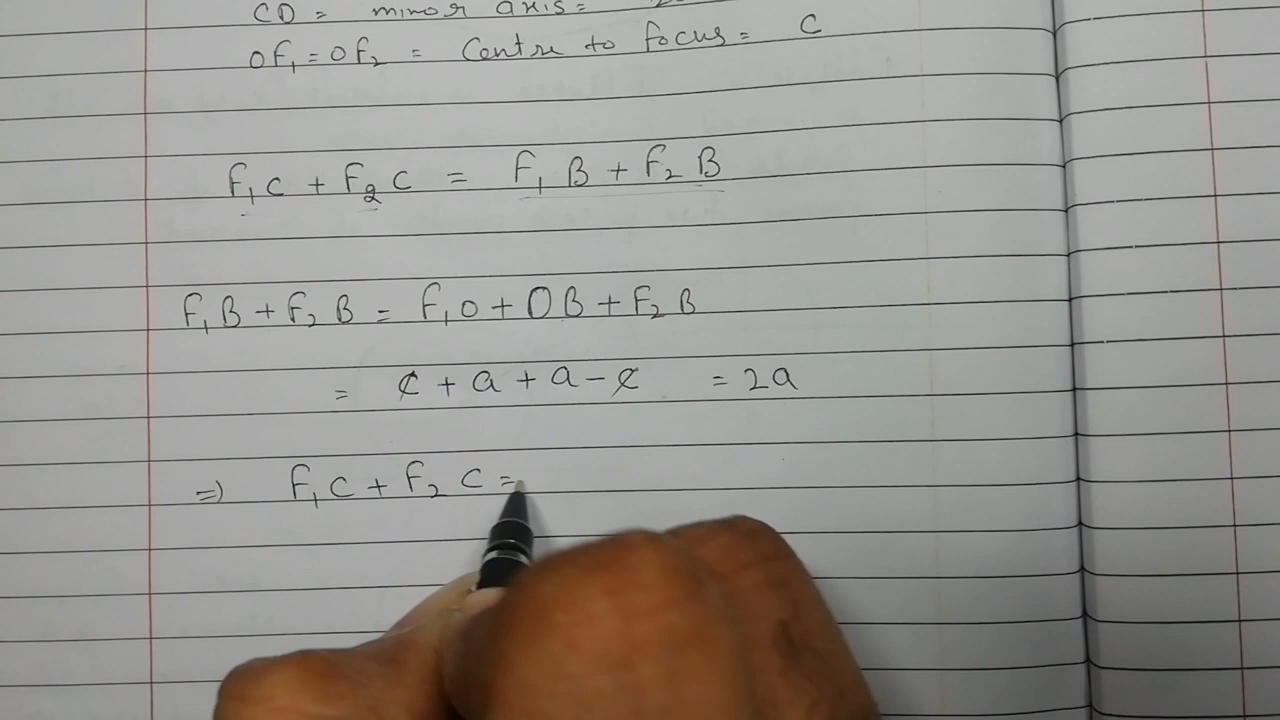 CD = minor axis =
OF₁ = OF₂ = Centre to focus = C
F₁C + F₂C = F₁B + F₂B
F₁B + F₂B = F₁O + OB + F₂B
= c + a + a - c = 2a
⇒ F₁C + F₂C =